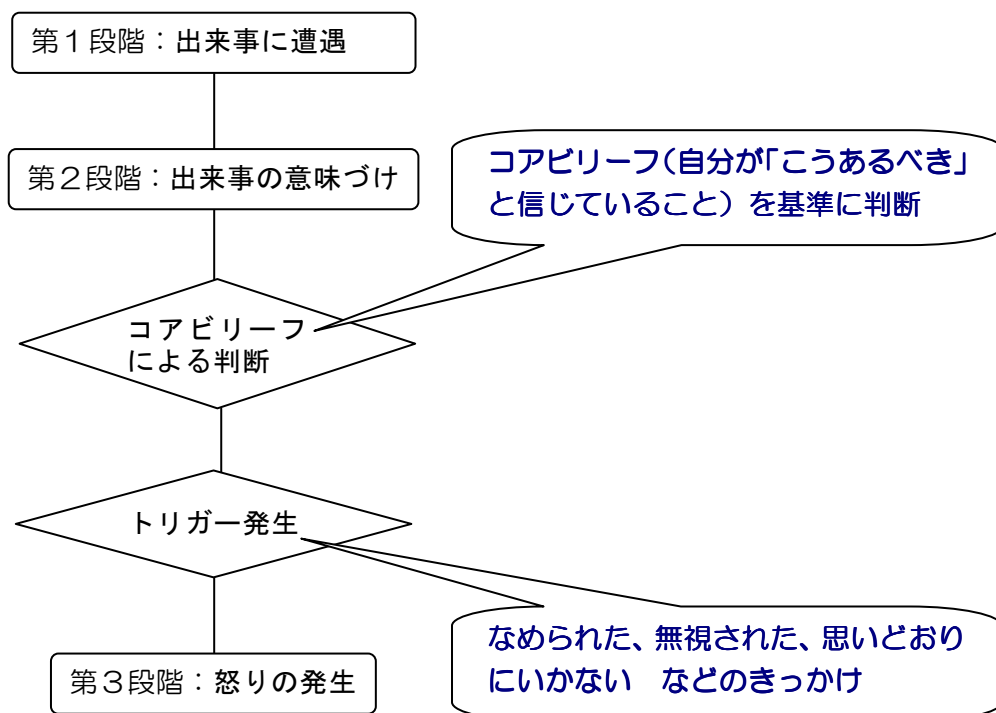 第１段階：出来事に遭遇
第２段階：出来事の意味づけ
コアビリーフ（自分が「こうあるべき」
と信じていること）を基準に判断
コアビリーフ
による判断
トリガー発生
なめられた、無視された、思いどおり
にいかない　などのきっかけ
第３段階：怒りの発生